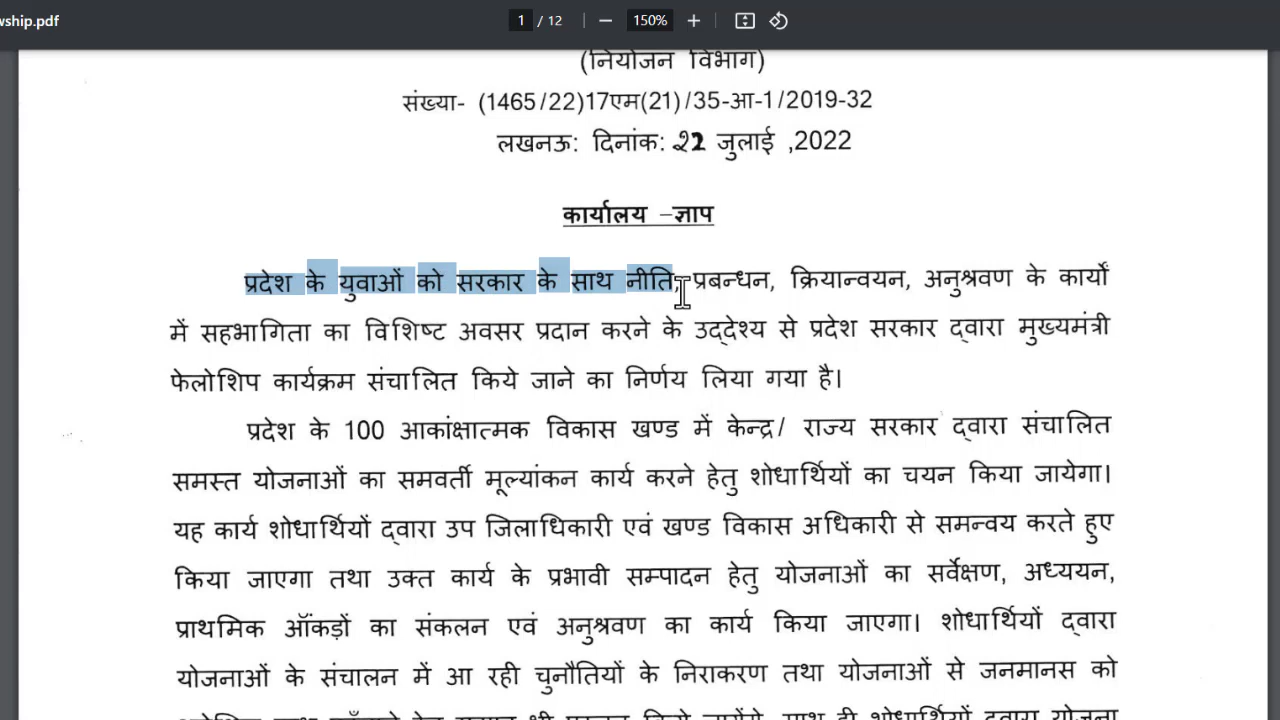 wship.pdf
1 / 12
150%
(नियोजन विभाग)
संख्या- (1465/22)17एम(21)/35-आ-1/2019-32
लखनऊ: दिनांक: 22 जुलाई ,2022
कार्यालय –ज्ञाप
प्रदेश के युवाओं को सरकार के साथ नीति, प्रबन्धन, क्रियान्वयन, अनुश्रवण के कार्यों
में सहभागिता का विशिष्ट अवसर प्रदान करने के उद्देश्य से प्रदेश सरकार द्वारा मुख्यमंत्री
फेलोशिप कार्यक्रम संचालित किये जाने का निर्णय लिया गया है।
प्रदेश के 100 आकांक्षात्मक विकास खण्ड में केन्द्र/ राज्य सरकार द्वारा संचालित
समस्त योजनाओं का समवर्ती मूल्यांकन कार्य करने हेतु शोधार्थियों का चयन किया जायेगा।
यह कार्य शोधार्थियों द्वारा उप जिलाधिकारी एवं खण्ड विकास अधिकारी से समन्वय करते हुए
किया जाएगा तथा उक्त कार्य के प्रभावी सम्पादन हेतु योजनाओं का सर्वेक्षण, अध्ययन,
प्राथमिक ऑंकड़ों का संकलन एवं अनुश्रवण का कार्य किया जाएगा। शोधार्थियों द्वारा
योजनाओं के संचालन में आ रही चुनौतियों के निराकरण तथा योजनाओं से जनमानस को